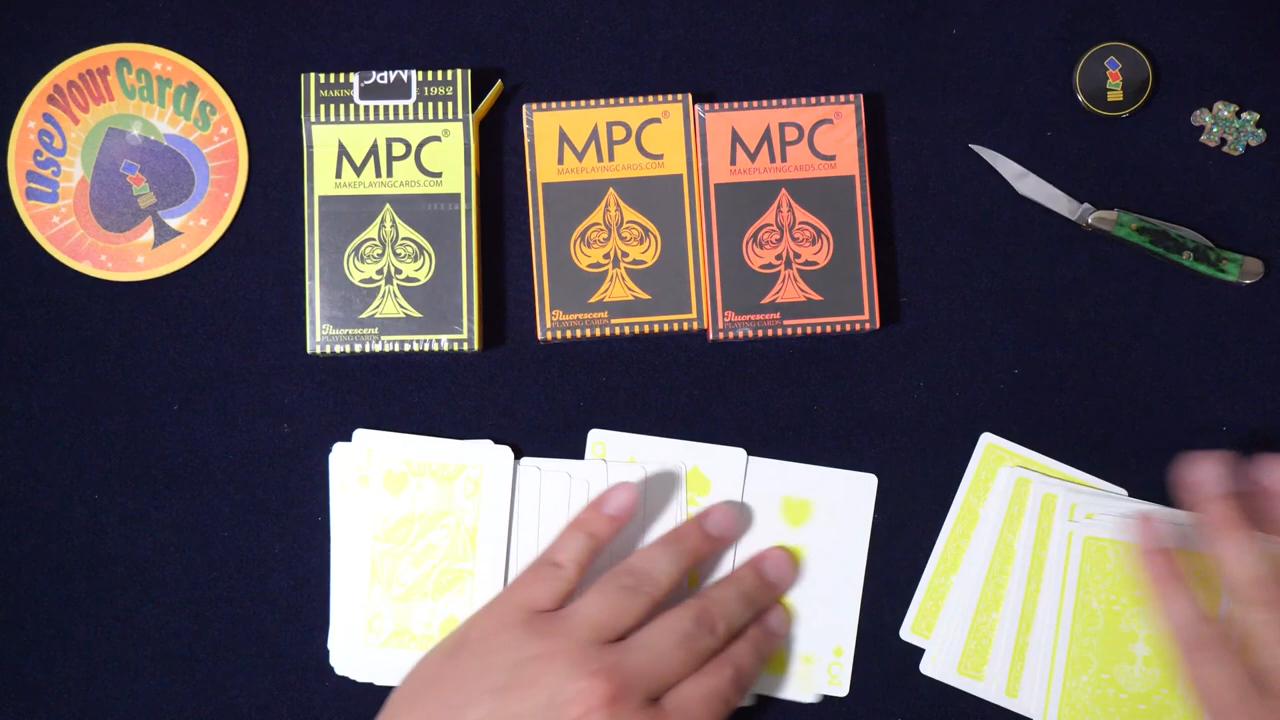 use Your Cards
MPC
1982
MPC®
MAKEPLAYINGCARDS.COM
Fluorescent
PLAYING CARDS
MPC®
MAKEPLAYINGCARDS.COM
Fluorescent
PLAYING CARDS
MPC®
MAKEPLAYINGCARDS.COM
Fluorescent
PLAYING CARDS